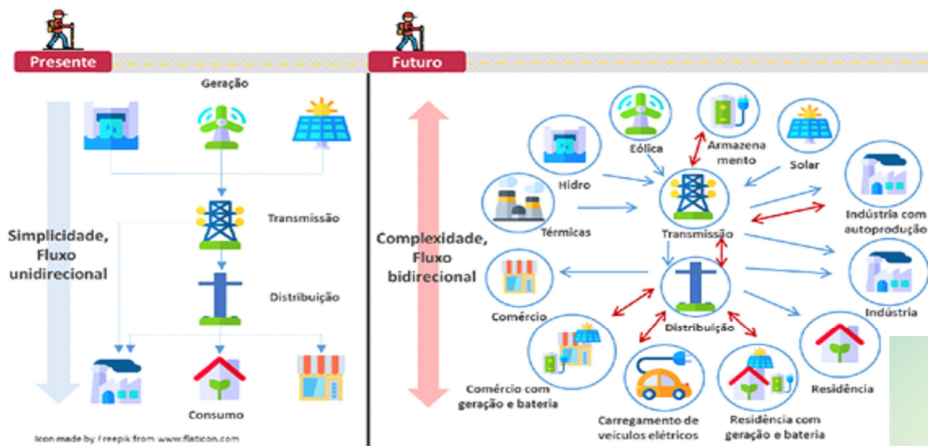 Presente
Futuro
Geração
Transmissão
Simplicidade,
Fluxo
unidirecional
Distribuição
Consumo
Icon made by Freepik from www.flaticon.com
Complexidade,
Fluxo
bidirecional
Eólica
Armazena
mento
Solar
Hidro
Térmicas
Transmissão
Indústria com
autoprodução
Comércio
Indústria
Distribuição
Residência
Comércio com
geração e bateria
Carregamento de
veículos elétricos
Residência com
geração e bateria